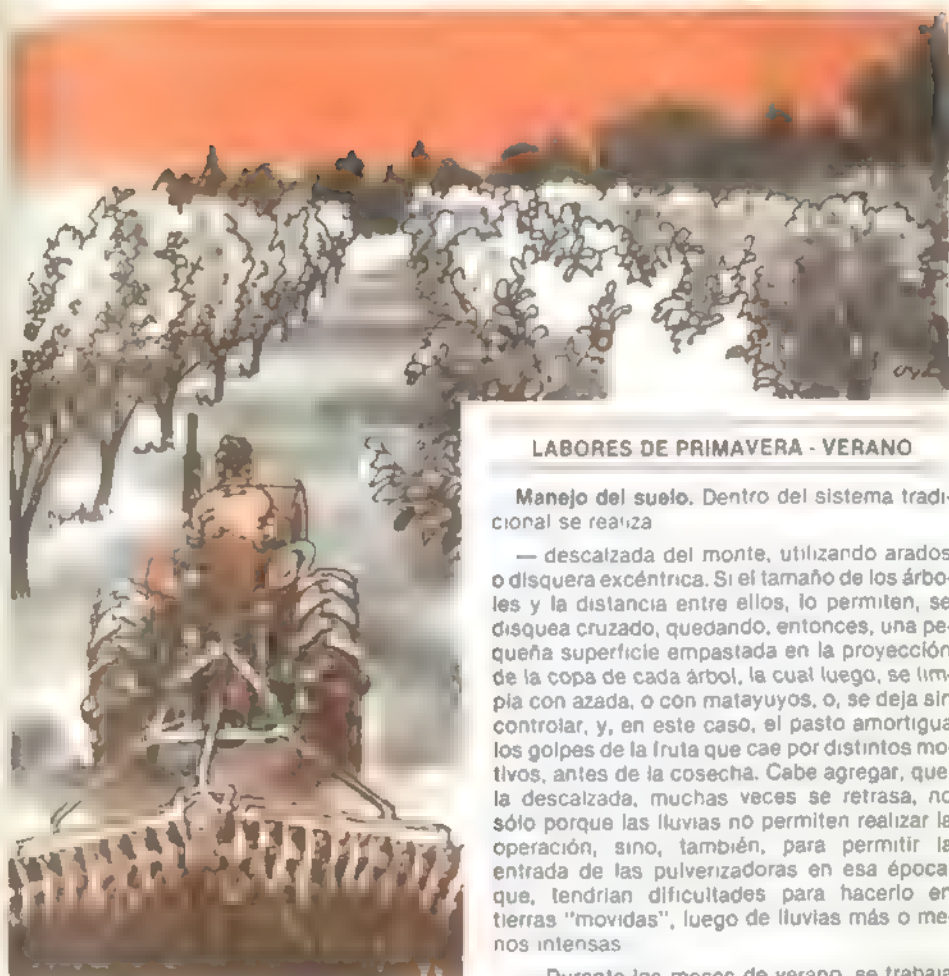 LABORES DE PRIMAVERA - VERANO
Manejo del suelo. Dentro del sistema tradi-
cional se realiza
— descalzada del monte, utilizando arados
o disquera excéntrica. Si el tamaño de los árbo-
les y la distancia entre ellos, lo permiten, se
disquea cruzado, quedando, entonces, una pe-
queña superficie empastada en la proyección
de la copa de cada árbol, la cual luego, se lim-
pia con azada, o con matayuyos, o, se deja sin
controlar, y, en este caso, el pasto amortigua
los golpes de la fruta que cae por distintos mo-
tivos, antes de la cosecha. Cabe agregar, que
la descalzada, muchas veces se retrasa, no
sólo porque las lluvias no permiten realizar la
operación, sino, también, para permitir la
entrada de las pulverizadoras en esa época
que, tendrían dificultades para hacerlo en
tierras "movidas", luego de lluvias más o me-
nos intensas
Durante los meses de verano, se trabaja